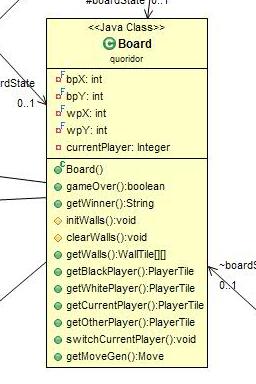 #boardState 0..1
<<Java Class>>
Board
quoridor
bpX: int
bpY: int
wpX: int
wpY: int
currentPlayer: Integer
ardState
0..1
Board()
gameOver():boolean
getWinner():String
initWalls():void
clearWalls():void
getWalls():WallTile[][]
getBlackPlayer():PlayerTile
getWhitePlayer():PlayerTile
getCurrentPlayer():PlayerTile
getOtherPlayer():PlayerTile
switchCurrentPlayer():void
getMoveGen():Move
~boardS
0..1